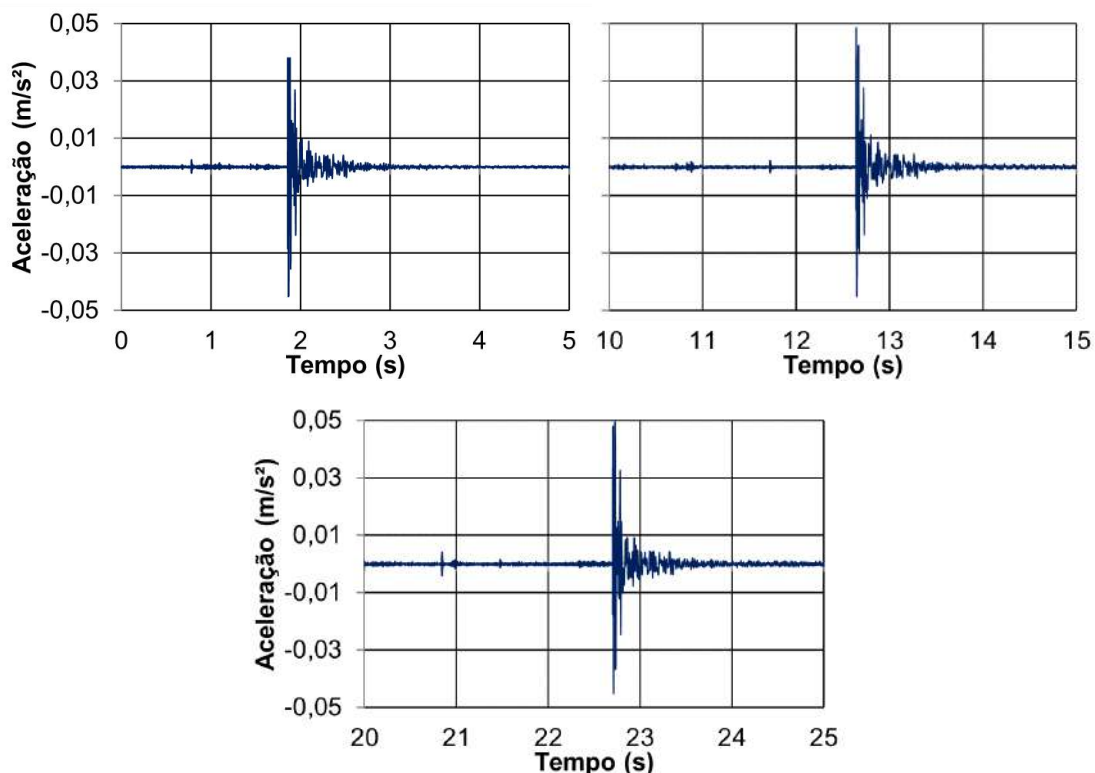 0,05
0,03
0,01
-0,01
-0,03
-0,05
Aceleração (m/s²)
0 1 2 3 4 5
Tempo (s)
10 11 12 13 14 15
Tempo (s)
0,05
0,03
0,01
-0,01
-0,03
-0,05
Aceleração (m/s²)
20 21 22 23 24 25
Tempo (s)